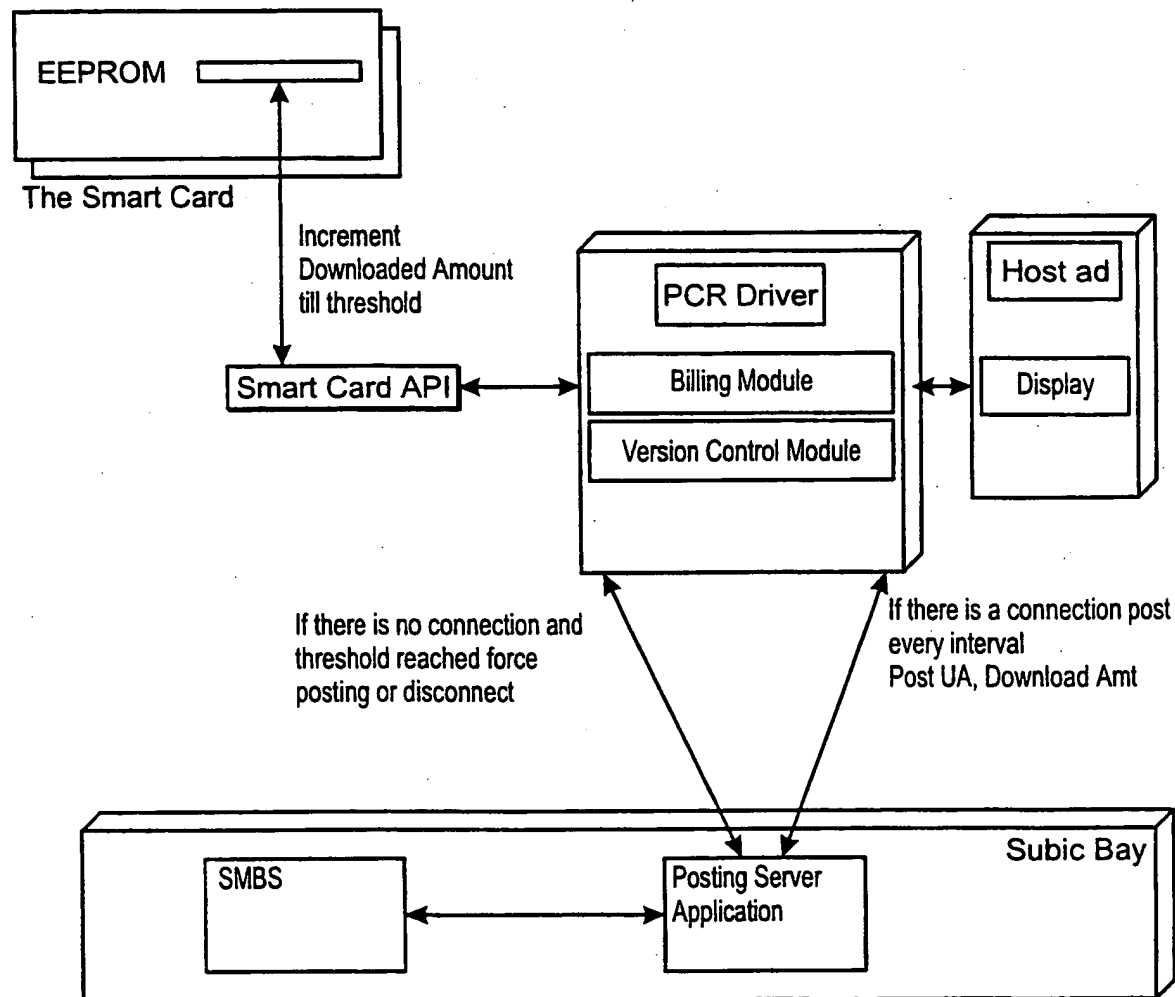 EEPROM
The Smart Card
Increment
Downloaded Amount
till threshold
Smart Card API
PCR Driver
Billing Module
Version Control Module
Host ad
Display
If there is no connection and
threshold reached force
posting or disconnect
If there is a connection post
every interval
Post UA, Download Amt
Subic Bay
SMBS
Posting Server
Application